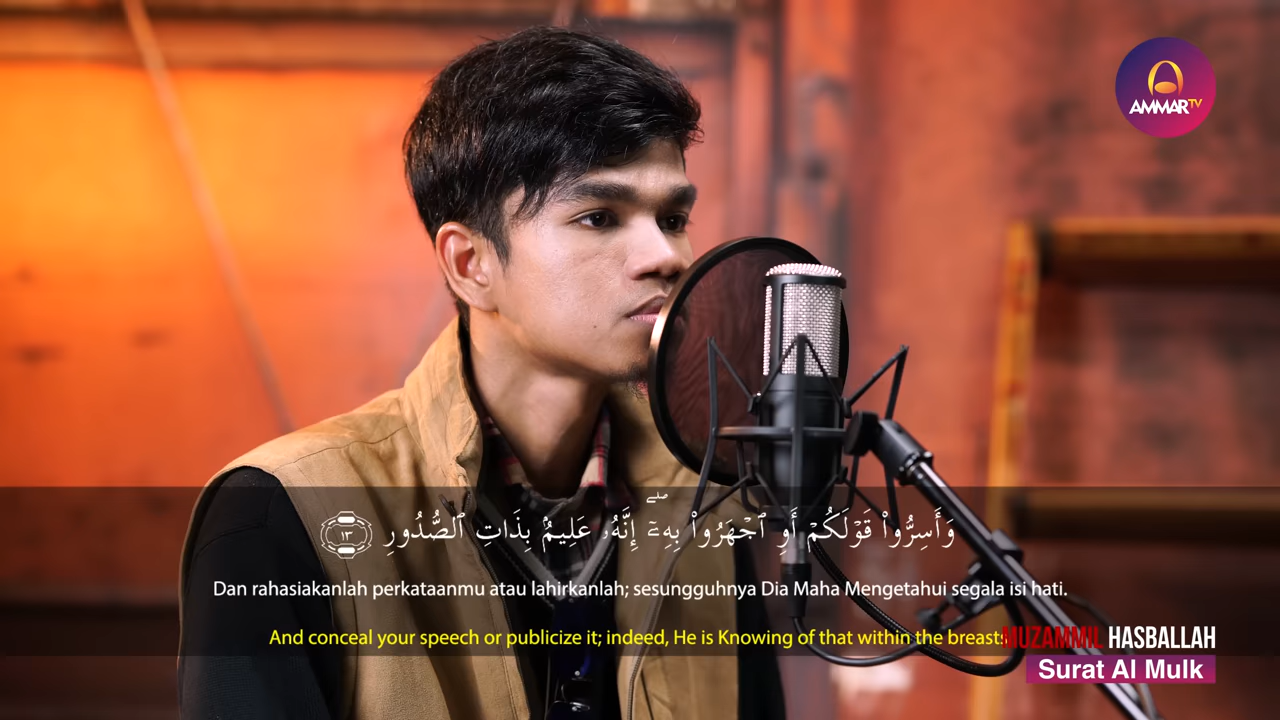 AMMAR TV
وَأَسِرُّوا۟ قَوْلَكُمْ أَوِ ٱجْهَرُوا۟ بِهِۦٓ ۖ إِنَّهُۥ عَلِيمٌۢ بِذَاتِ ٱلصُّدُورِ ١٣
Dan rahasiakanlah perkataanmu atau lahirkanlah; sesungguhnya Dia Maha Mengetahui segala isi hati.
And conceal your speech or publicize it; indeed, He is Knowing of that within the breasts
MUZAMMIL HASBALLAH
Surat Al Mulk